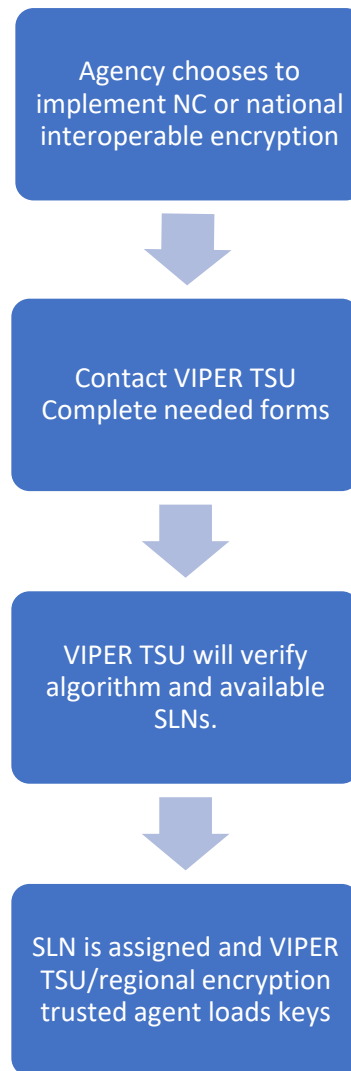 Agency chooses to
implement NC or national
interoperable encryption
Contact VIPER TSU
Complete needed forms
VIPER TSU will verify
algorithm and available
SLNs.
SLN is assigned and VIPER
TSU/regional encryption
trusted agent loads keys